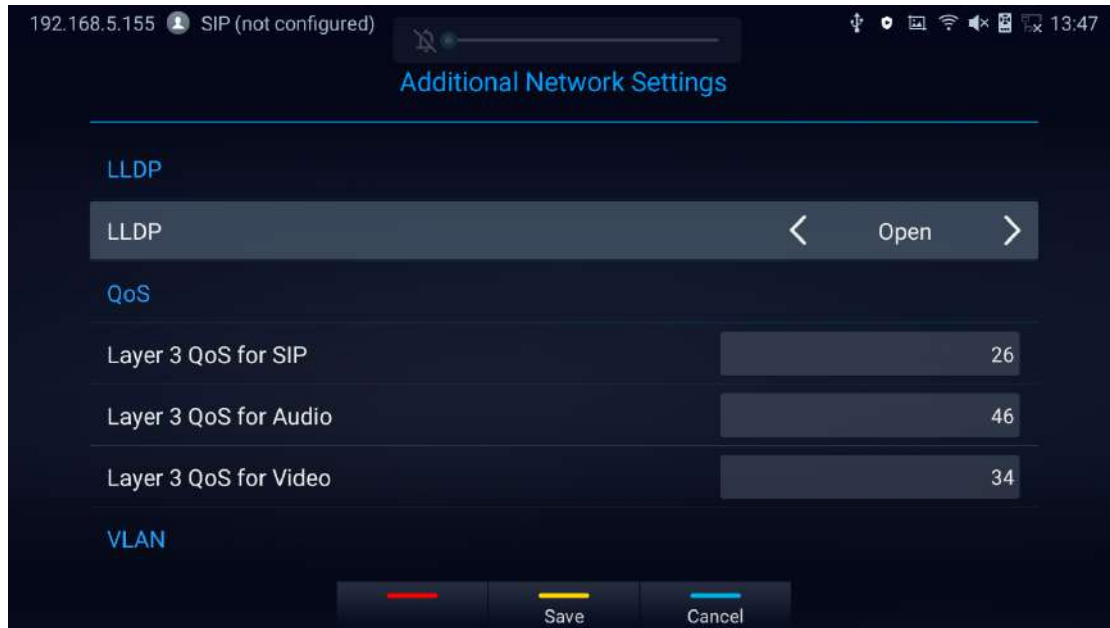 192.168.5.155 SIP (not configured) 13:47
Additional Network Settings
LLDP
LLDP Open
QoS
Layer 3 QoS for SIP 26
Layer 3 QoS for Audio 46
Layer 3 QoS for Video 34
VLAN
Save Cancel